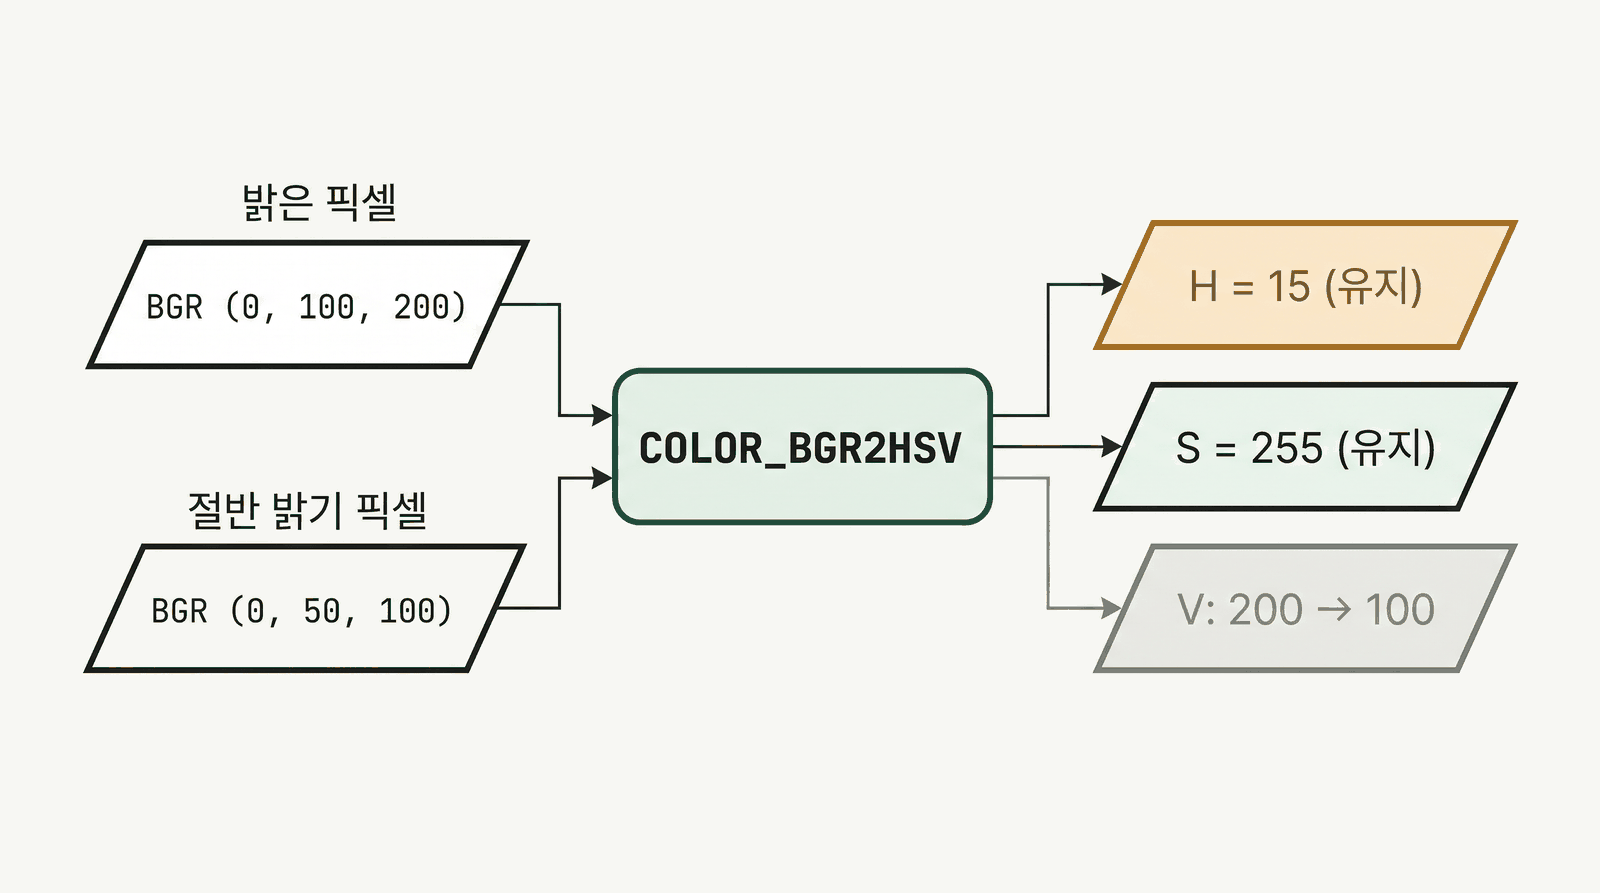 밝은 픽셀
BGR (0, 100, 200)
절반 밝기 픽셀
BGR (0, 50, 100)
COLOR_BGR2HSV
H = 15 (유지)
S = 255 (유지)
V: 200 → 100